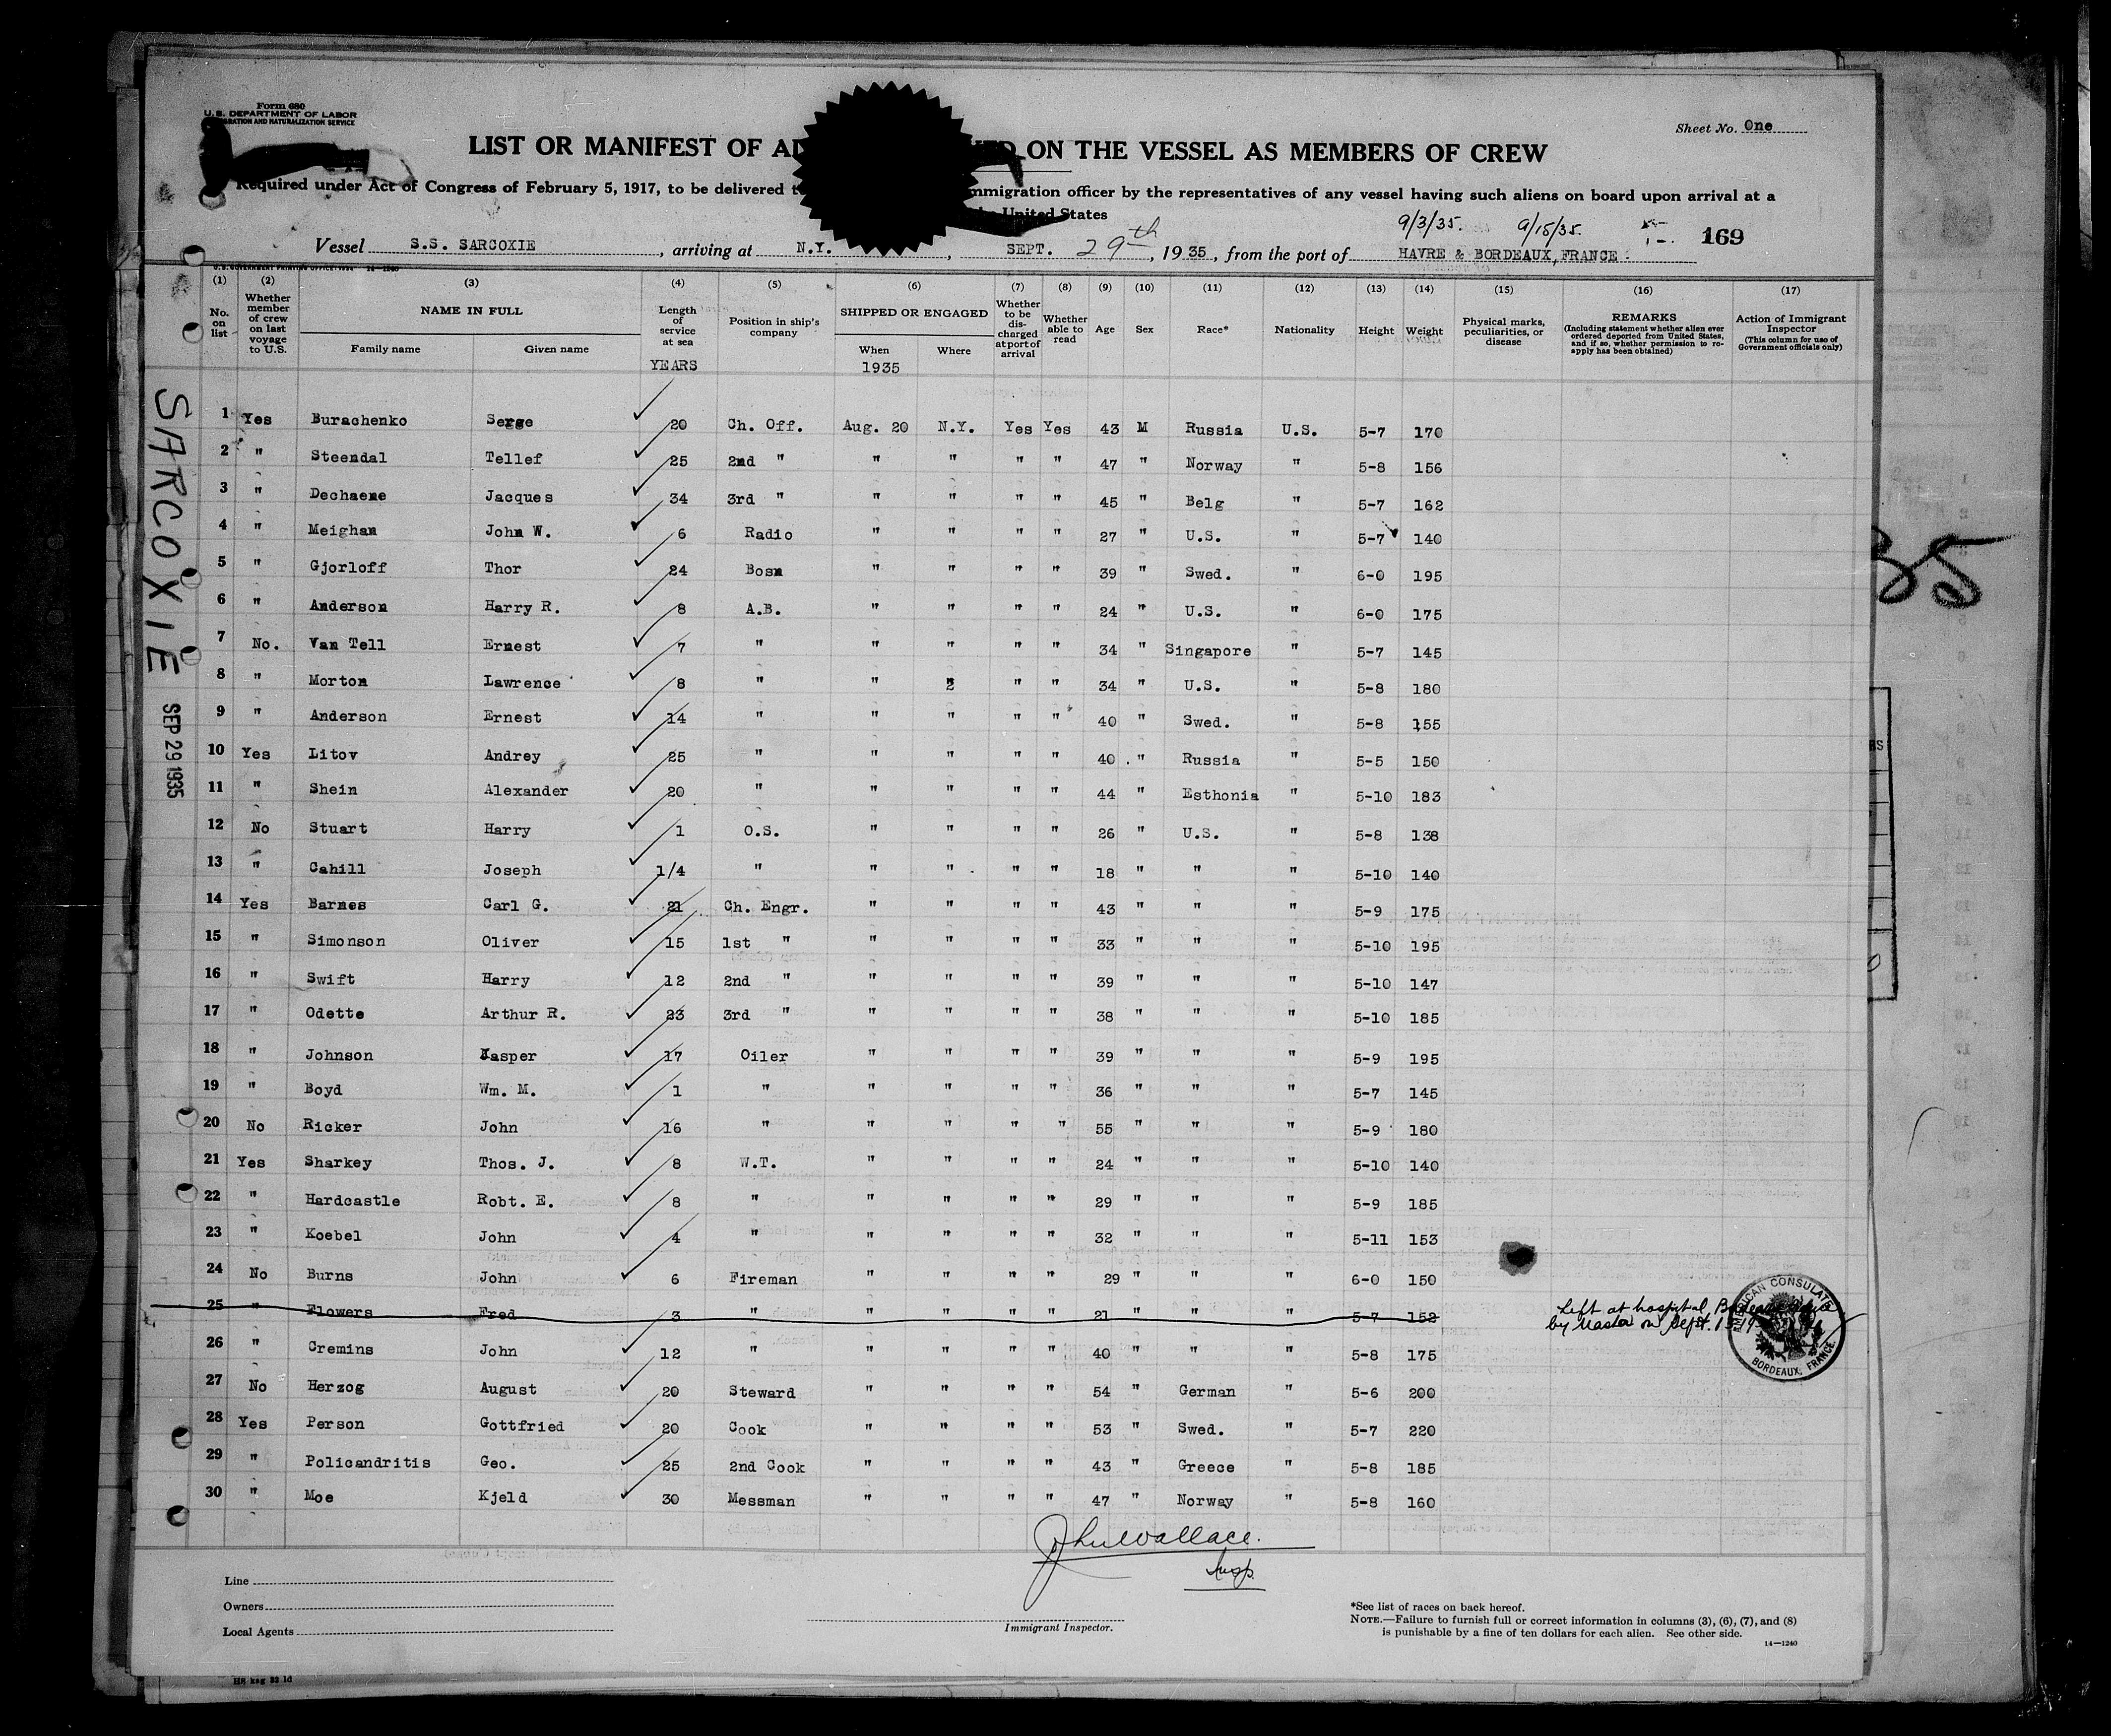 Form 680
U.S. DEPARTMENT OF LABOR
IMMIGRATION AND NATURALIZATION SERVICE
Sheet No. One
LIST OR MANIFEST OF ON THE VESSEL AS MEMBERS OF CREW
Required under Act of Congress of February 5, 1917, to be delivered immigration officer by the representatives of any vessel having such aliens on board upon arrival at a
United States
9/3/35. 9/15/35.
Vessel S.S. SARCOXIE, arriving at N.Y., SEPT. 29th, 1935, from the port of HAVRE & BORDEAUX, FRANCE 169
U.S. GOVERNMENT PRINTING OFFICE: 1934 14-1240
(1) (2) (3) (4) (5) (6) (7) (8) (9) (10) (11) (12) (13) (14) (15) (16) (17)
No. on list Whether member of crew on last voyage to U.S. NAME IN FULL Family name Given name Length of service at sea Position in ship's company SHIPPED OR ENGAGED When Where Whether to be discharged at port of arrival Whether able to read Age Sex Race* Nationality Height Weight Physical marks, peculiarities, or disease REMARKS (Including statement whether alien ever ordered deported from United States, and if so, whether permission to reapply has been obtained) Action of Immigrant Inspector (This column for use of Government officials only)
YEARS 1935
1 Yes Burachenko Serge 20 Ch. Off. Aug. 20 N.Y. Yes Yes 43 M Russia U.S. 5-7 170
2 " Steendal Tellef 25 2nd " " " " " 47 " Norway " 5-8 156
3 " Dechaene Jacques 34 3rd " " " " " 45 " Belg " 5-7 162
4 " Meighan John W. 6 Radio " " " " 27 " U.S. " 5-7 140
5 " Gjorloff Thor 24 Bosn " " " " 39 " Swed. " 6-0 195
6 " Anderson Harry R. 8 A.B. " " " " 24 " U.S. " 6-0 175
7 No. Van Tell Ernest 7 " " " " " 34 " Singapore " 5-7 145
8 " Morton Lawrence 8 " " " " " 34 " U.S. " 5-8 180
9 " Anderson Ernest 14 " " " " " 40 " Swed. " 5-8 155
10 Yes Litov Andrey 25 " " " " " 40 " Russia " 5-5 150
11 " Shein Alexander 20 " " " " " 44 " Esthonia " 5-10 183
12 No Stuart Harry 1 O.S. " " " " 26 " U.S. " 5-8 138
13 " Cahill Joseph 1/4 " " " " " 18 " " " 5-10 140
14 Yes Barnes Carl G. 21 Ch. Engr. " " " " 43 " " " 5-9 175
15 " Simonson Oliver 15 1st " " " " " 33 " " " 5-10 195
16 " Swift Harry 12 2nd " " " " " 39 " " " 5-10 147
17 " Odette Arthur R. 23 3rd " " " " " 38 " " " 5-10 185
18 " Johnson Kasper 17 Oiler " " " " 39 " " " 5-9 195
19 " Boyd Wm. M. 1 " " " " " 36 " " " 5-7 145
20 No Ricker John 16 " " " " " 55 " " " 5-9 180
21 Yes Sharkey Thos. J. 8 W.T. " " " " 24 " " " 5-10 140
22 " Hardcastle Robt. E. 8 " " " " " 29 " " " 5-9 185
23 " Koebel John 4 " " " " " 32 " " " 5-11 153
24 No Burns John 6 Fireman " " " " 29 " " " 6-0 150
25 " Flowers Fred 3 " " " " " 21 " " " 5-7 152 Left at hospital, Bordeaux
by Master on Sept.
26 " Cremins John 12 " " " " " 40 " " " 5-8 175
27 No Herzog August 20 Steward " " " " 54 " German " 5-6 200
28 Yes Person Gottfried 20 Cook " " " " 53 " Swed. " 5-7 220
29 " Policandritis Geo. 25 2nd Cook " " " " 43 " Greece " 5-8 185
30 " Moe Kjeld 30 Messman " " " " 47 " Norway " 5-8 160
AMERICAN CONSULATE
BORDEAUX, FRANCE
SARCOXIE
SEP 29 1935
John Wallace.
Insp.
Line
Owners
Local Agents
Immigrant Inspector.
*See list of races on back hereof.
NOTE.—Failure to furnish full or correct information in columns (3), (6), (7), and (8)
is punishable by a fine of ten dollars for each alien. See other side.
14-1240